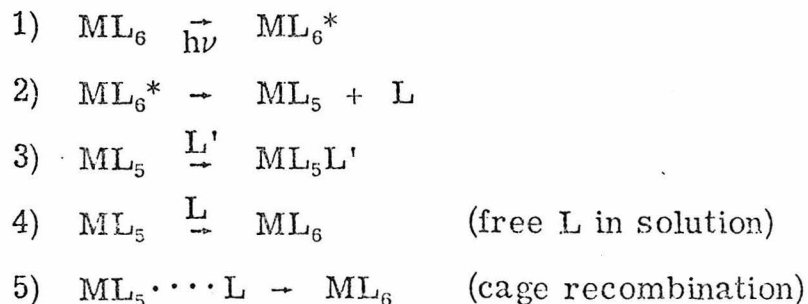 1) ML₆ →hν ML₆*
2) ML₆* → ML₅ + L
3) ML₅ L'→ ML₅L'
4) ML₅ L→ ML₆ (free L in solution)
5) ML₅ ···· L → ML₆ (cage recombination)